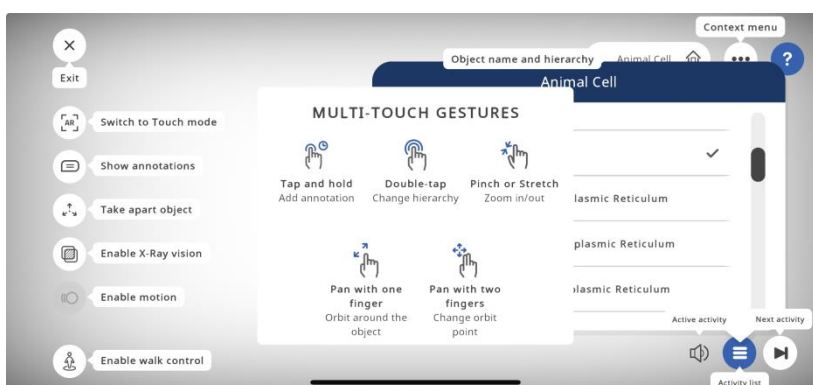 Context menu
Object name and hierarchy
Animal Cell
?
Exit
Animal Cell
AR
Switch to Touch mode
Show annotations
Take apart object
Enable X-Ray vision
Enable motion
Enable walk control
MULTI-TOUCH GESTURES
Tap and hold
Add annotation
Double-tap
Change hierarchy
Pinch or Stretch
Zoom in/out
Pan with one
finger
Orbit around the
object
Pan with two
fingers
Change orbit
point
lasmic Reticulum
plasmic Reticulum
plasmic Reticulum
Active activity
Next activity
Activity list